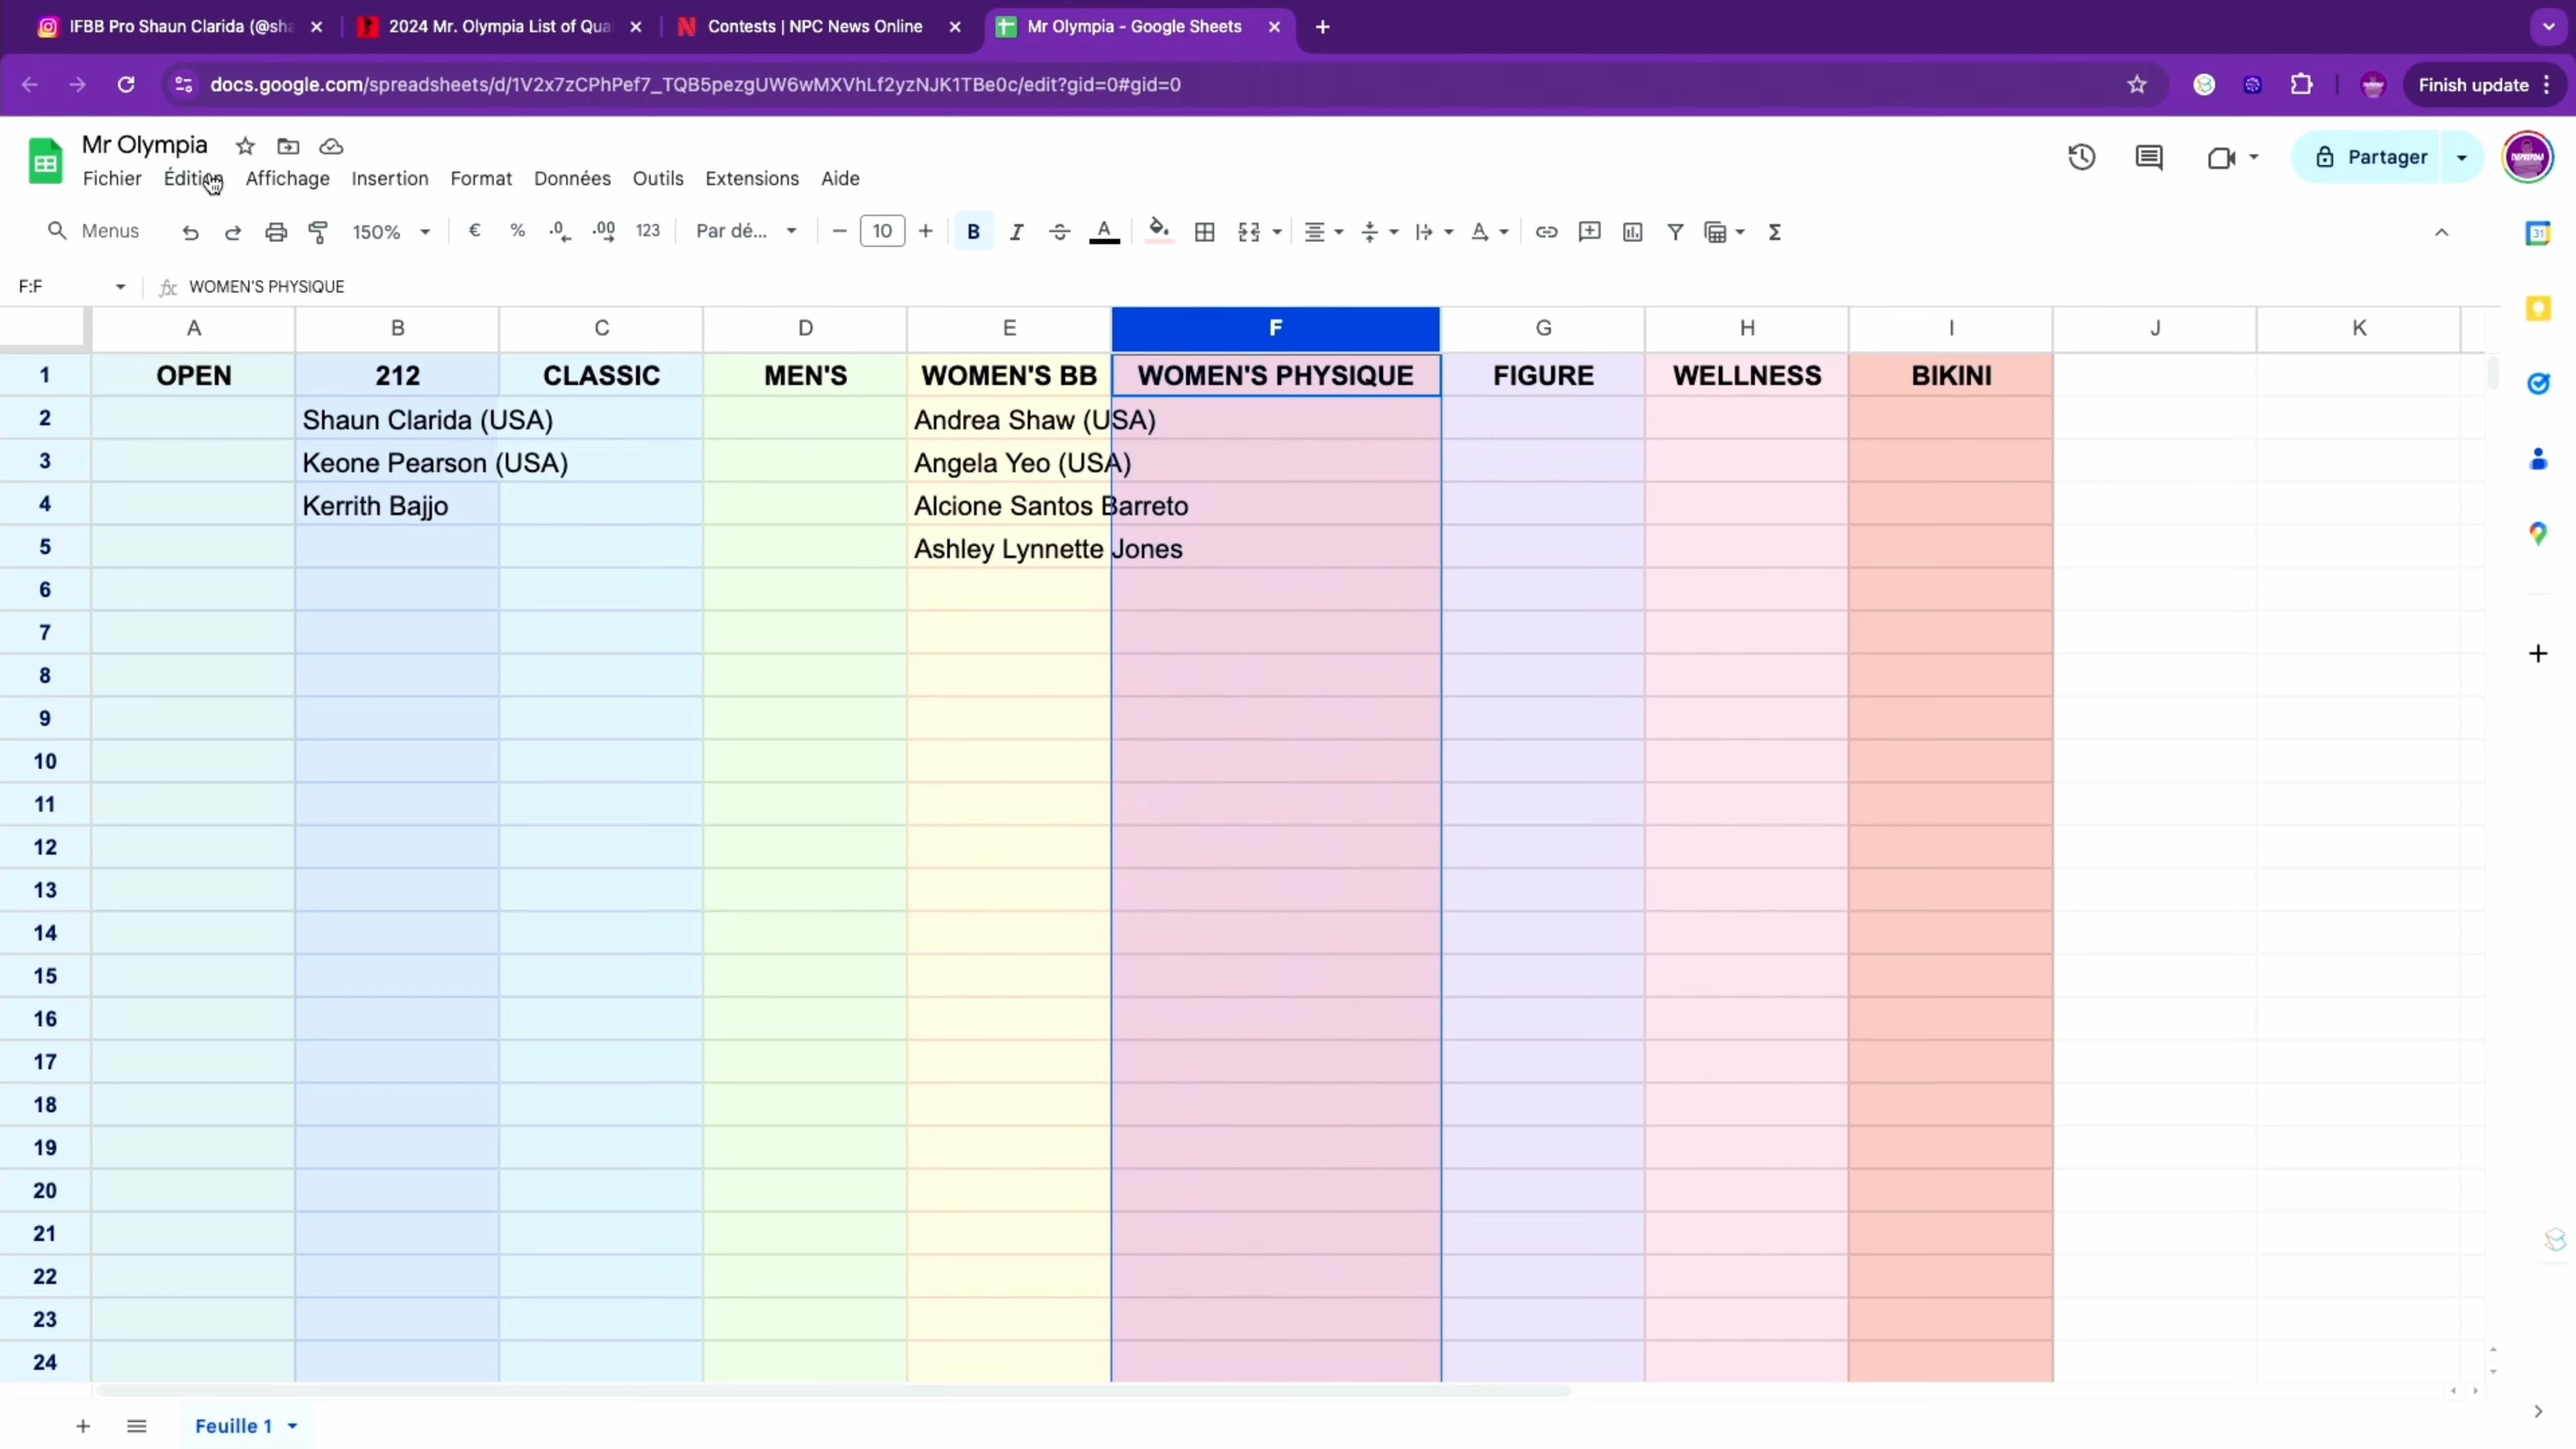 IFBB Pro Shaun Clarida (@sha
2024 Mr. Olympia List of Qua
Contests | NPC News Online
Mr Olympia - Google Sheets
docs.google.com/spreadsheets/d/1V2x7zCPhPef7_TQB5pezgUW6wMXVhLf2yzNJK1TBe0c/edit?gid=0#gid=0
Finish update
Mr Olympia
Fichier Édition Affichage Insertion Format Données Outils Extensions Aide
Partager
Menus 150% € % .0 .00 123 Par dé... 10 B
F:F WOMEN'S PHYSIQUE
A B C D E F G H I J K
1 OPEN 212 CLASSIC MEN'S WOMEN'S BB WOMEN'S PHYSIQUE FIGURE WELLNESS BIKINI
2 Shaun Clarida (USA) Andrea Shaw (USA)
3 Keone Pearson (USA) Angela Yeo (USA)
4 Kerrith Bajjo Alcione Santos Barreto
5 Ashley Lynnette Jones
6
7
8
9
10
11
12
13
14
15
16
17
18
19
20
21
22
23
24
Feuille 1